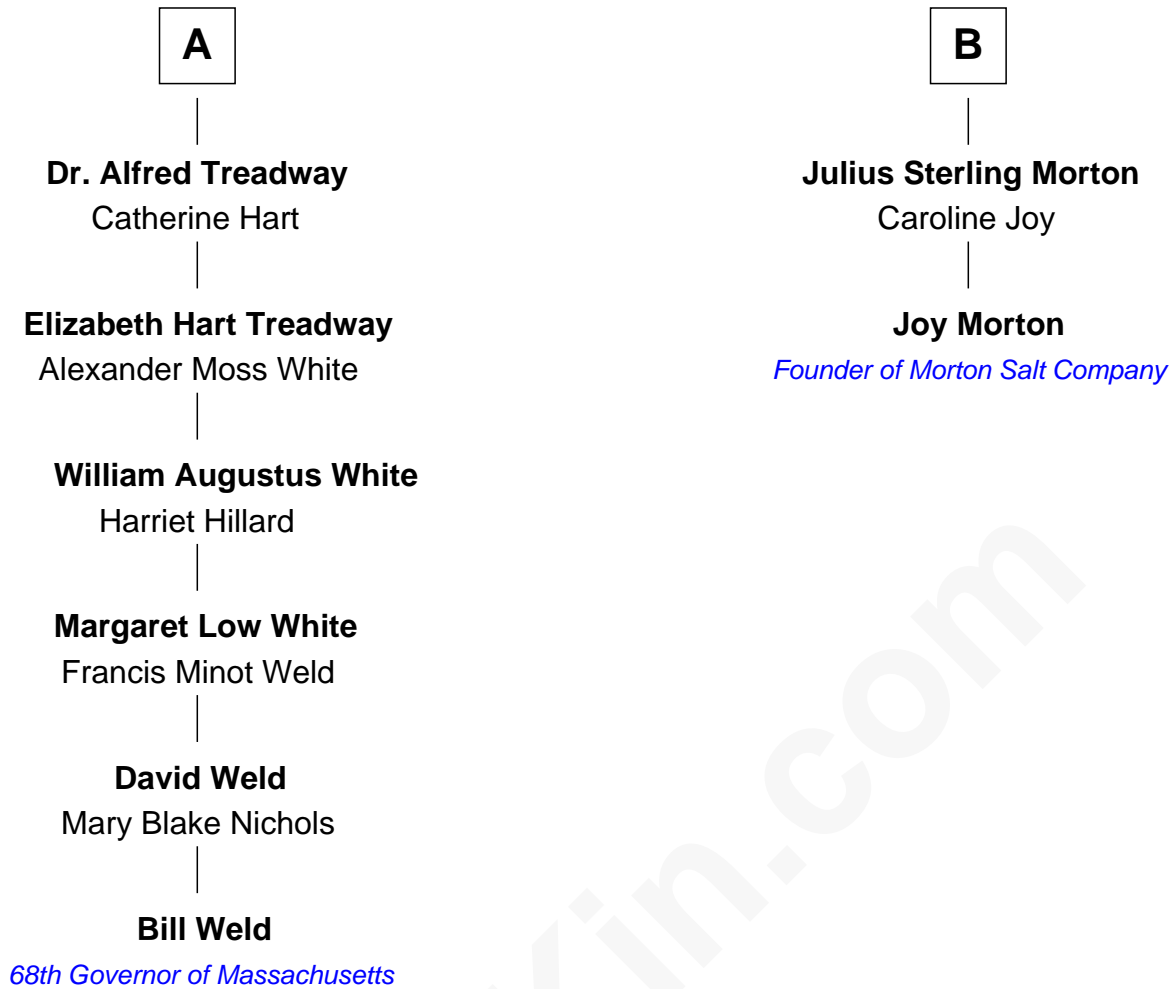 A
Dr. Alfred Treadway
Catherine Hart
Elizabeth Hart Treadway
Alexander Moss White
William Augustus White
Harriet Hillard
Margaret Low White
Francis Minot Weld
David Weld
Mary Blake Nichols
Bill Weld
68th Governor of Massachusetts
B
Julius Sterling Morton
Caroline Joy
Joy Morton
Founder of Morton Salt Company